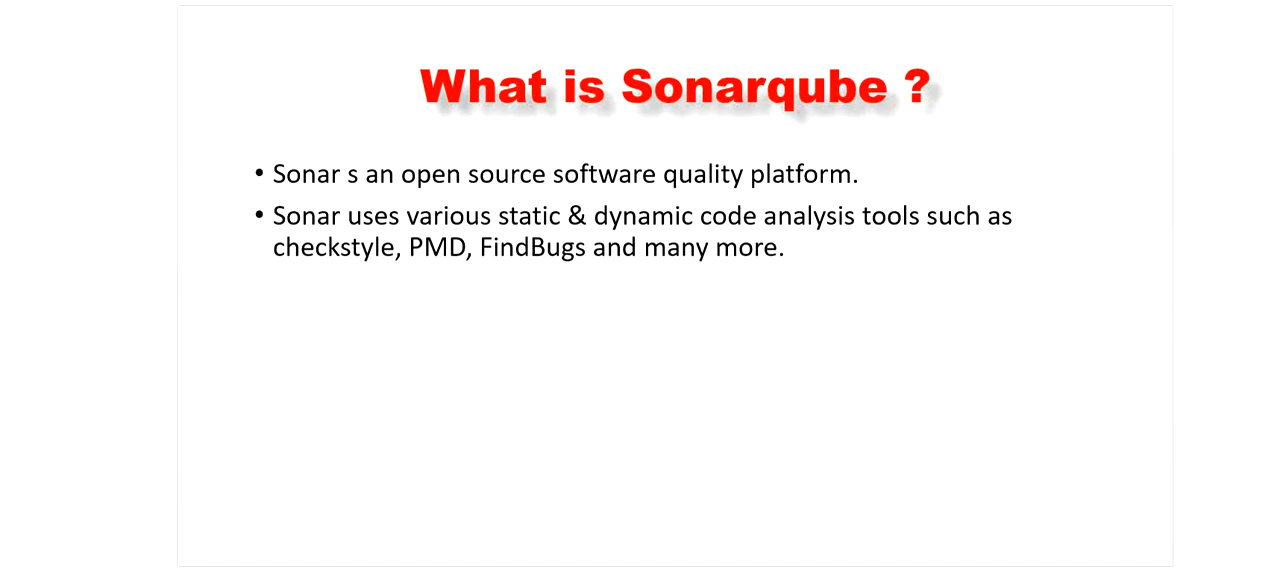 What is Sonarqube ?
• Sonar s an open source software quality platform.
• Sonar uses various static & dynamic code analysis tools such as
checkstyle, PMD, FindBugs and many more.